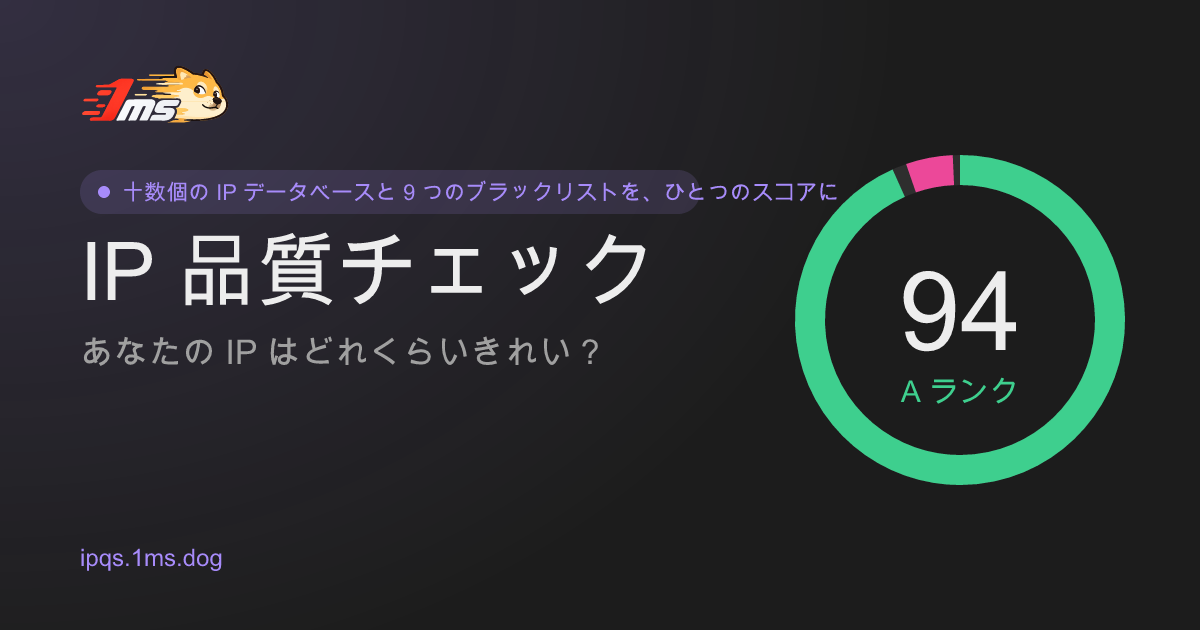 1ms
十数個の IP データベースと 9 つのブラックリストを、ひとつのスコアに
IP 品質チェック
あなたの IP はどれくらいきれい？
94
A ランク
ipqs.1ms.dog